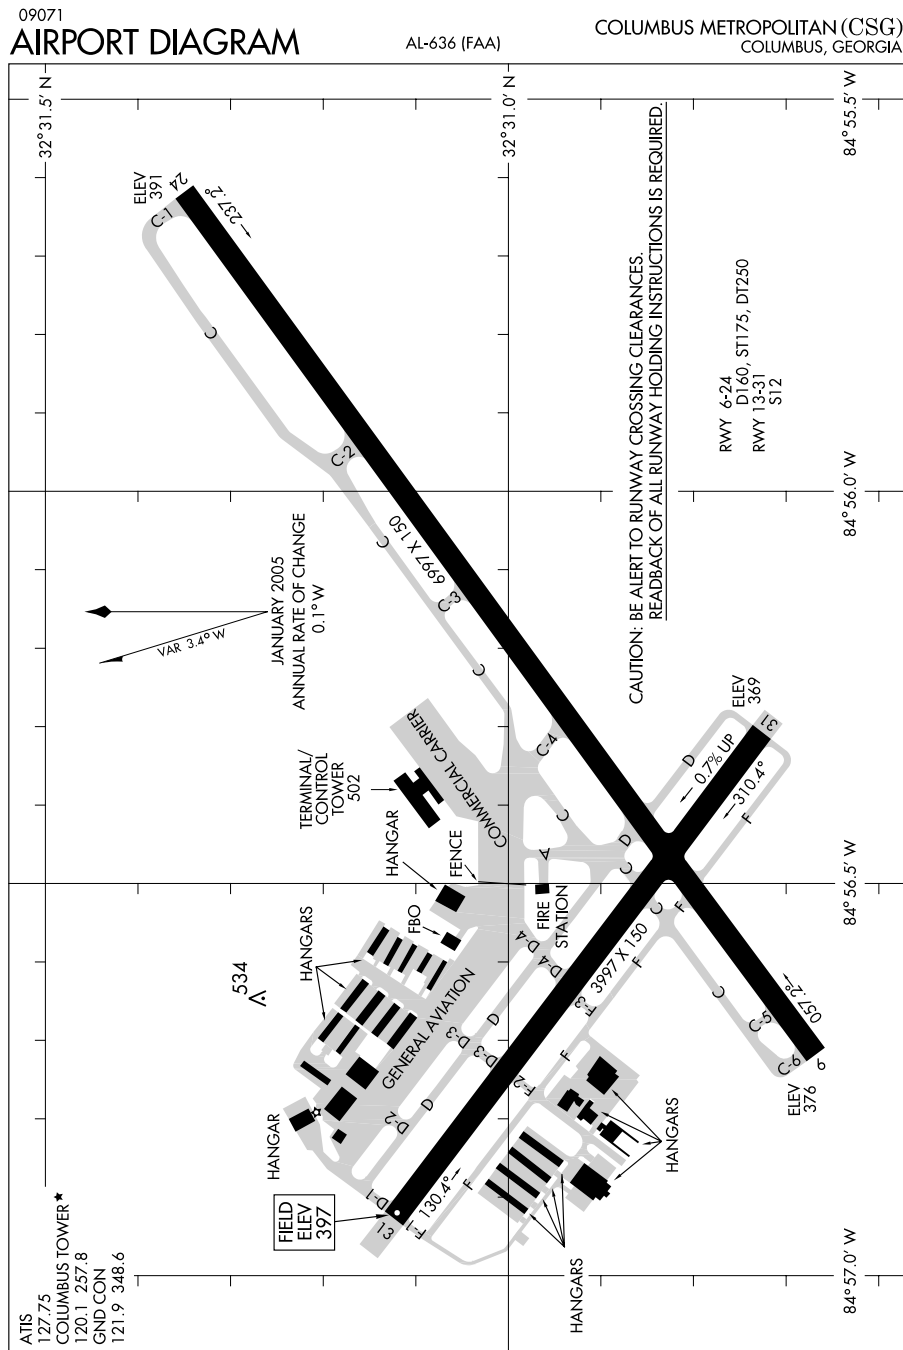 09071
AIRPORT DIAGRAM
AL-636 (FAA)
COLUMBUS METROPOLITAN (CSG)
COLUMBUS, GEORGIA
32°31.5' N
32°31.0' N
84°55.5' W
84°56.0' W
84°56.5' W
84°57.0' W
ELEV
391
24
←237.2°
C-1
C
C-2
C
6997 X 150
C-3
C
C-4
C
CAUTION: BE ALERT TO RUNWAY CROSSING CLEARANCES.
READBACK OF ALL RUNWAY HOLDING INSTRUCTIONS IS REQUIRED.
RWY 6-24
D160, ST175, DT250
RWY 13-31
S12
JANUARY 2005
ANNUAL RATE OF CHANGE
0.1° W
VAR 3.4° W
TERMINAL/
CONTROL
TOWER
502
COMMERCIAL CARRIER
HANGAR
FENCE
FBO
FIRE
STATION
HANGARS
534
GENERAL AVIATION
HANGAR
ELEV
369
31
0.7% UP
310.4°
D
F
D
C
C
F
F
3997 X 150
D-4
D-4
F-3
D
D-3
D-3
F
F-2
D
D-2
D-1
F
F-1
130.4°
13
FIELD
ELEV
397
C
C-5
C-6
057.2°
6
ELEV
376
HANGARS
HANGARS
ATIS
127.75
COLUMBUS TOWER★
120.1 257.8
GND CON
121.9 348.6